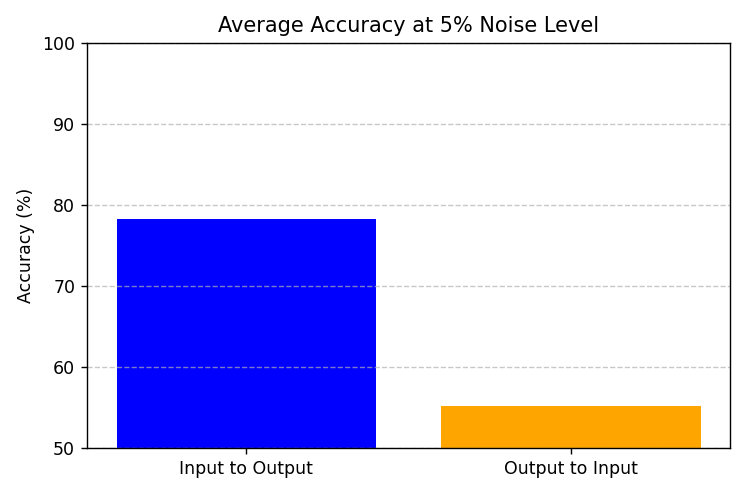 Average Accuracy at 5% Noise Level
Accuracy (%)
100
90
80
70
60
50
Input to Output
Output to Input